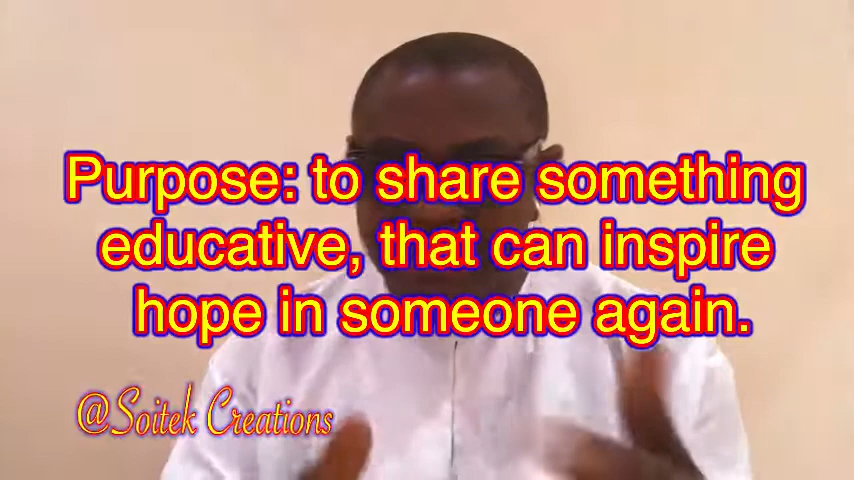 Purpose: to share something
educative, that can inspire
hope in someone again.
@Soitek Creations